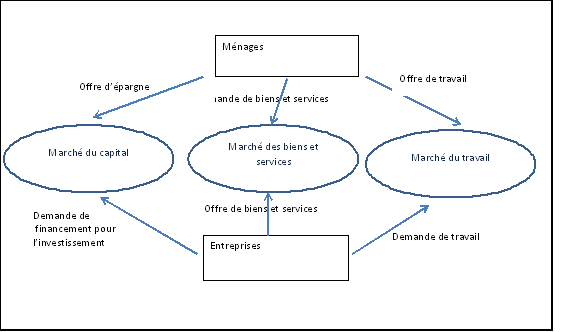 Ménages
Offre d'épargne
Offre de travail
de biens et services
Marché du capital
Marché des biens et
services
Marché du travail
Offre de biens et services
Demande de
financement pour
l'investissement
Demande de travail
Entreprises